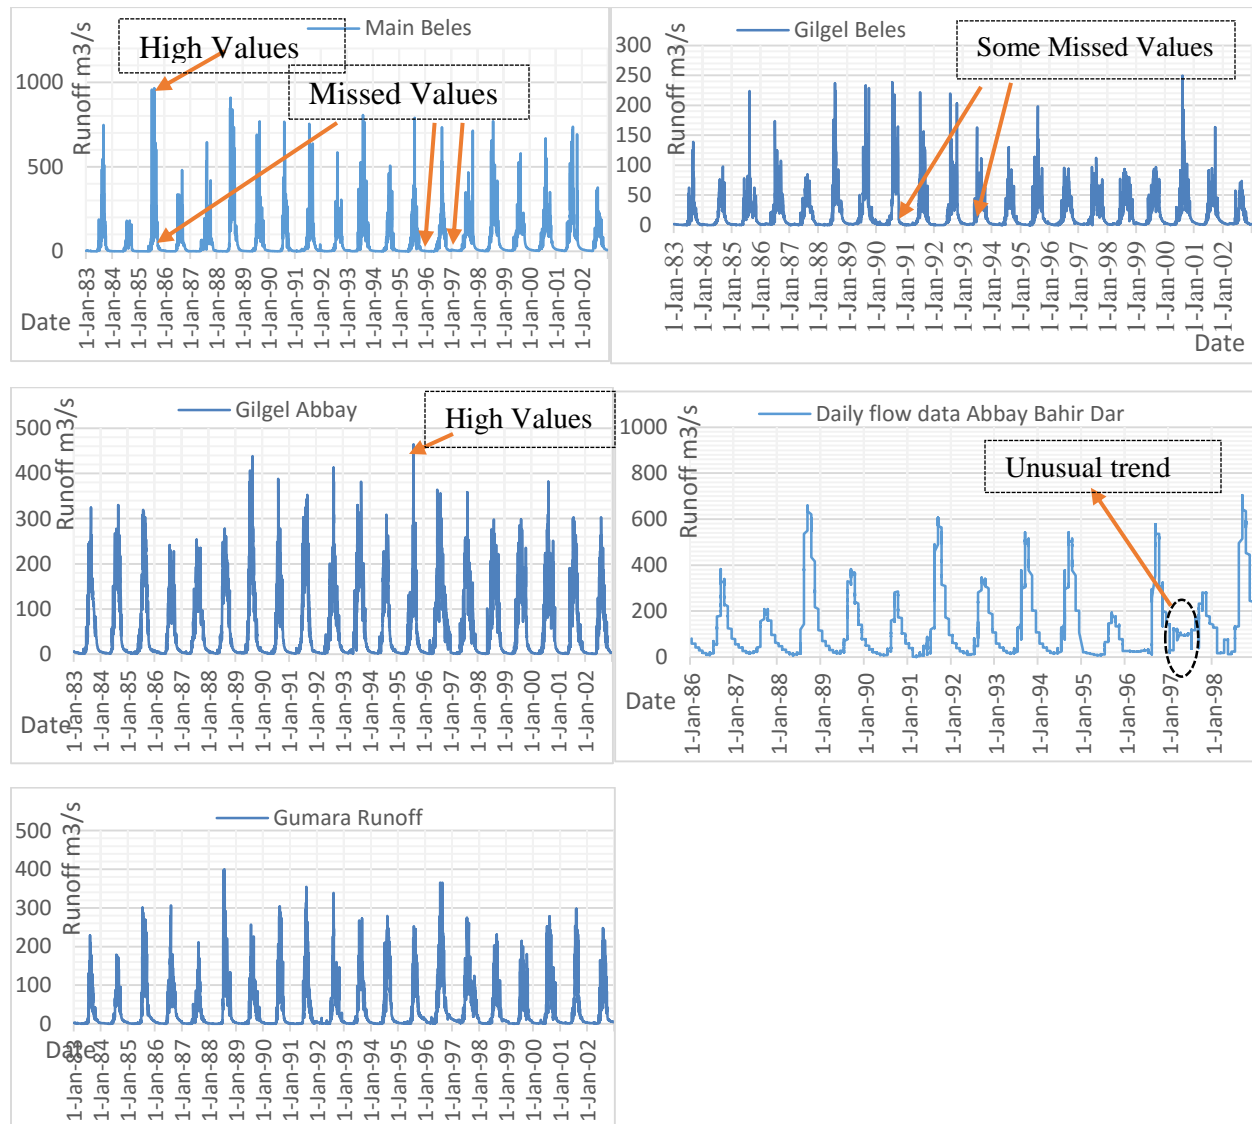 Main Beles
High Values
Missed Values
Runoff m3/s
1000
500
0
1-Jan-83
1-Jan-84
1-Jan-85
1-Jan-86
1-Jan-87
1-Jan-88
1-Jan-89
1-Jan-90
1-Jan-91
1-Jan-92
1-Jan-93
1-Jan-94
1-Jan-95
1-Jan-96
1-Jan-97
1-Jan-98
1-Jan-99
1-Jan-00
1-Jan-01
1-Jan-02
Date
Gilgel Beles
Some Missed Values
Runoff m3/s
300
250
200
150
100
50
0
1-Jan-83
1-Jan-84
1-Jan-85
1-Jan-86
1-Jan-87
1-Jan-88
1-Jan-89
1-Jan-90
1-Jan-91
1-Jan-92
1-Jan-93
1-Jan-94
1-Jan-95
1-Jan-96
1-Jan-97
1-Jan-98
1-Jan-99
1-Jan-00
1-Jan-01
1-Jan-02
Date
Gilgel Abbay
High Values
Runoff m3/s
500
400
300
200
100
0
1-Jan-83
1-Jan-84
1-Jan-85
1-Jan-86
1-Jan-87
1-Jan-88
1-Jan-89
1-Jan-90
1-Jan-91
1-Jan-92
1-Jan-93
1-Jan-94
1-Jan-95
1-Jan-96
1-Jan-97
1-Jan-98
1-Jan-99
1-Jan-00
1-Jan-01
1-Jan-02
Date
Daily flow data Abbay Bahir Dar
Unusual trend
Runoff m3/s
1000
800
600
400
200
0
1-Jan-86
1-Jan-87
1-Jan-88
1-Jan-89
1-Jan-90
1-Jan-91
1-Jan-92
1-Jan-93
1-Jan-94
1-Jan-95
1-Jan-96
1-Jan-97
1-Jan-98
Date
Gumara Runoff
Runoff m3/s
500
400
300
200
100
0
1-Jan-83
1-Jan-84
1-Jan-85
1-Jan-86
1-Jan-87
1-Jan-88
1-Jan-89
1-Jan-90
1-Jan-91
1-Jan-92
1-Jan-93
1-Jan-94
1-Jan-95
1-Jan-96
1-Jan-97
1-Jan-98
1-Jan-99
1-Jan-00
1-Jan-01
1-Jan-02
Date